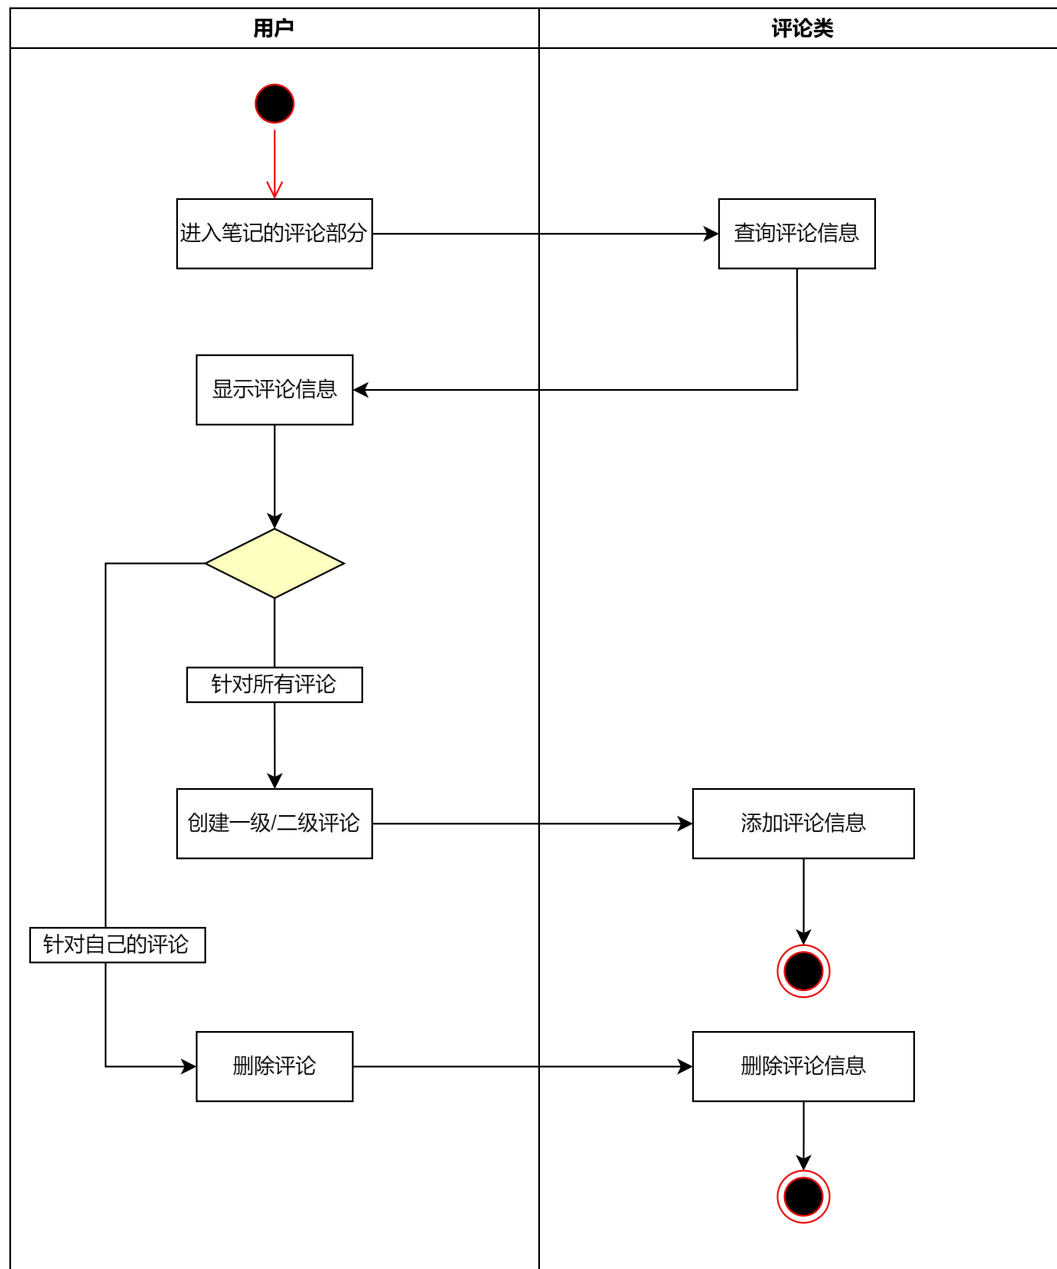 用户
评论类
进入笔记的评论部分
查询评论信息
显示评论信息
针对所有评论
创建一级/二级评论
添加评论信息
针对自己的评论
删除评论
删除评论信息